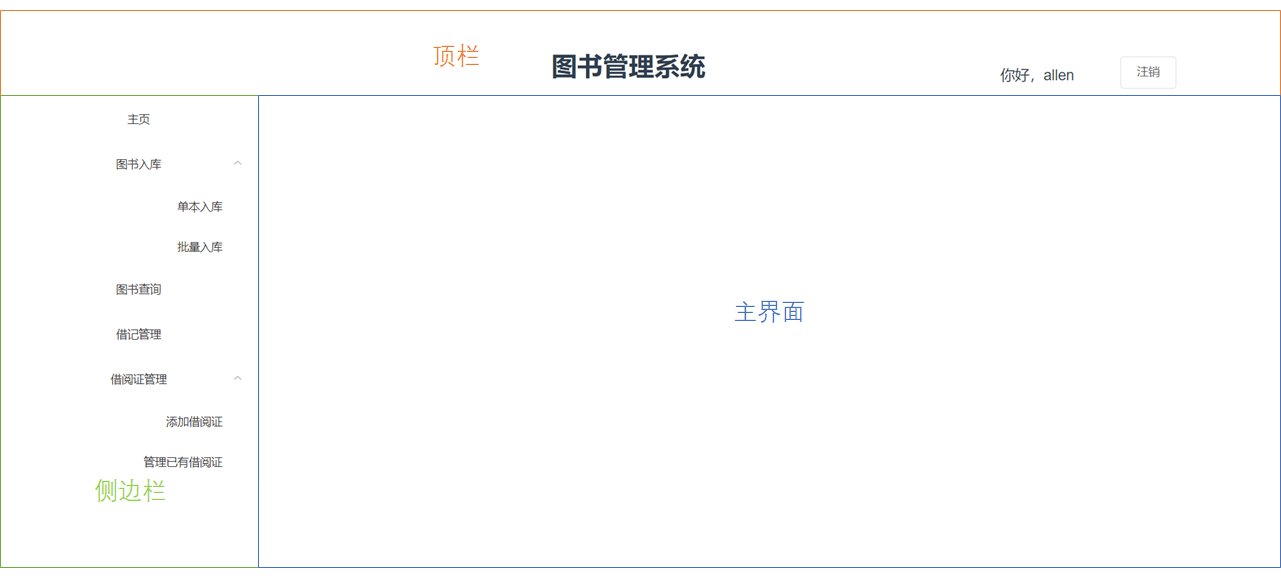 顶栏
图书管理系统
你好，allen
注销
主页
图书入库
单本入库
批量入库
图书查询
借记管理
借阅证管理
添加借阅证
管理已有借阅证
侧边栏
主界面